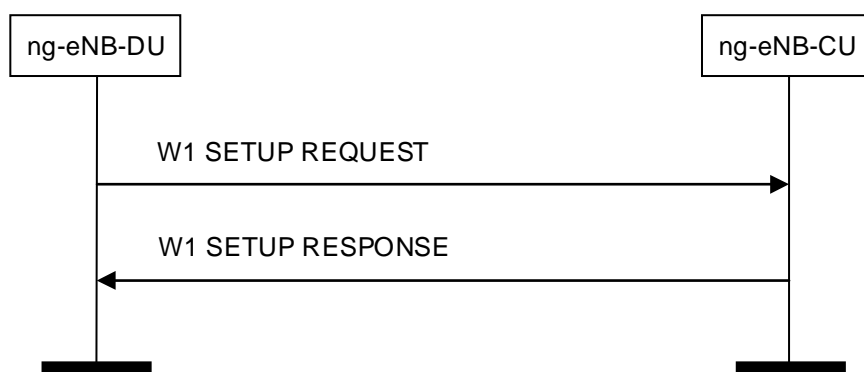 ng-eNB-DU
ng-eNB-CU
W1 SETUP REQUEST
W1 SETUP RESPONSE